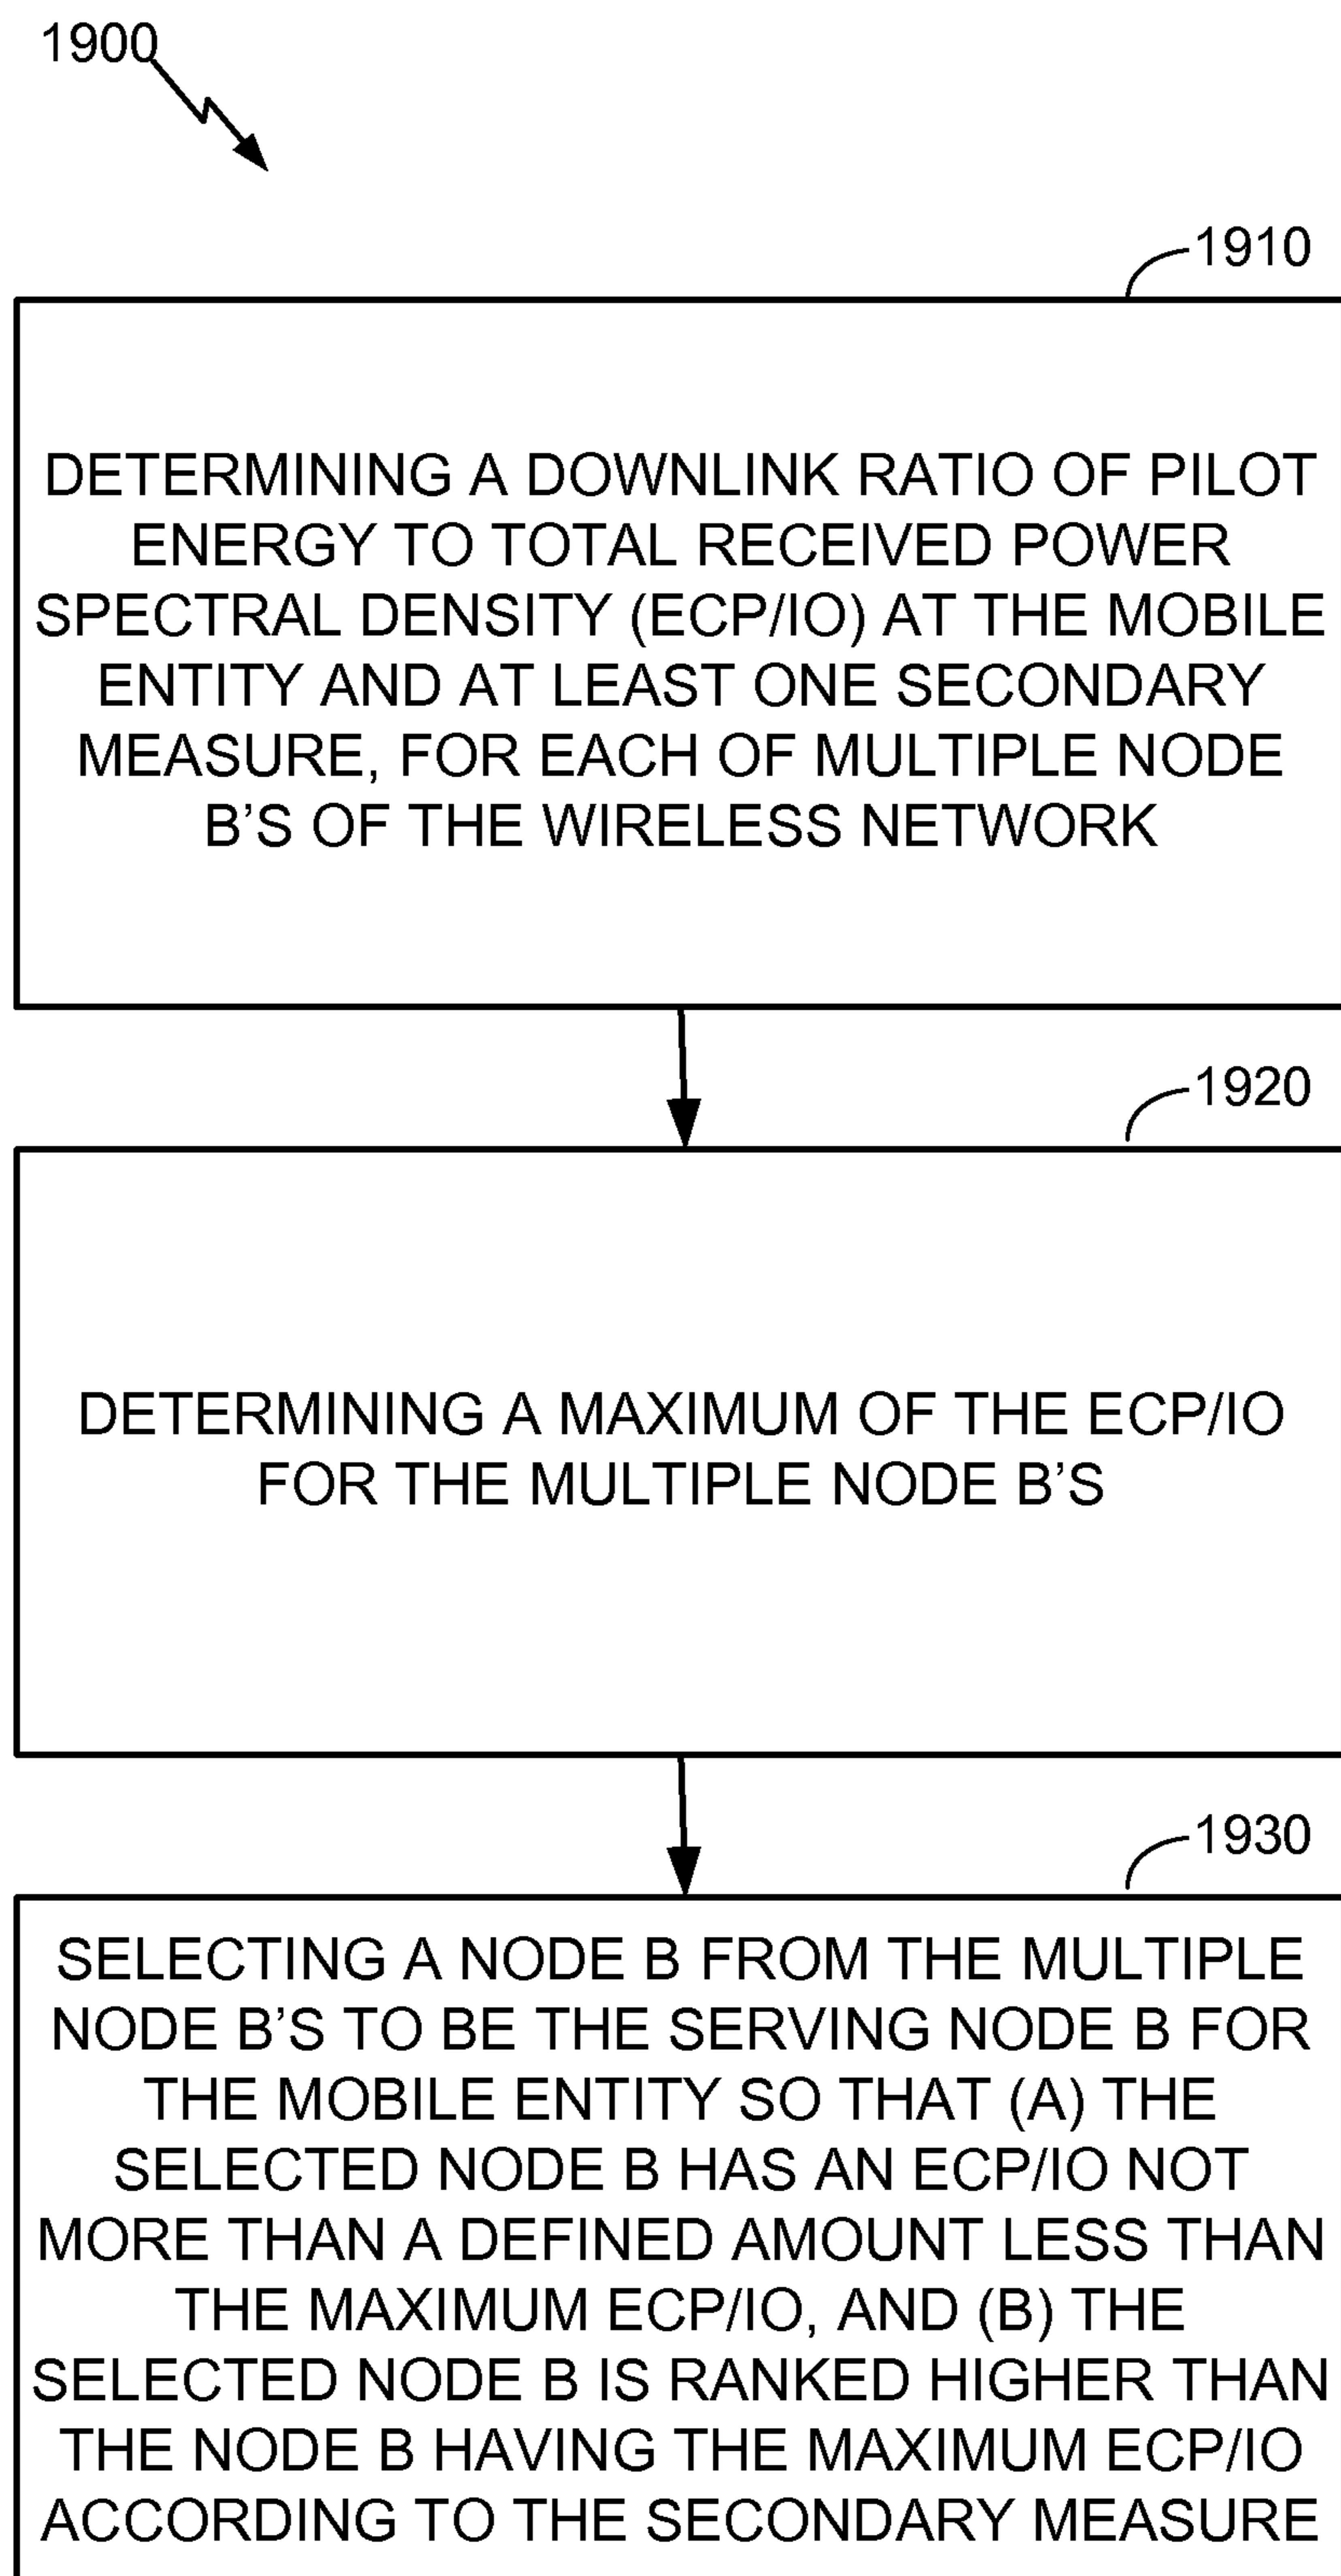 1900
1910
DETERMINING A DOWNLINK RATIO OF PILOT
ENERGY TO TOTAL RECEIVED POWER
SPECTRAL DENSITY (ECP/IO) AT THE MOBILE
ENTITY AND AT LEAST ONE SECONDARY
MEASURE, FOR EACH OF MULTIPLE NODE
B’S OF THE WIRELESS NETWORK
1920
DETERMINING A MAXIMUM OF THE ECP/IO
FOR THE MULTIPLE NODE B’S
1930
SELECTING A NODE B FROM THE MULTIPLE
NODE B’S TO BE THE SERVING NODE B FOR
THE MOBILE ENTITY SO THAT (A) THE
SELECTED NODE B HAS AN ECP/IO NOT
MORE THAN A DEFINED AMOUNT LESS THAN
THE MAXIMUM ECP/IO, AND (B) THE
SELECTED NODE B IS RANKED HIGHER THAN
THE NODE B HAVING THE MAXIMUM ECP/IO
ACCORDING TO THE SECONDARY MEASURE